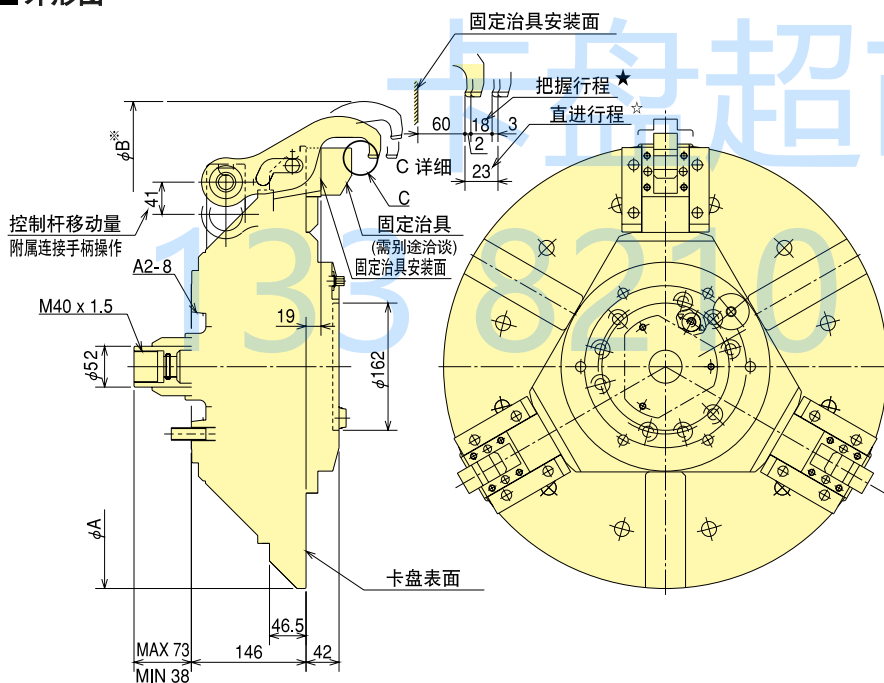 外形图
固定治具安装面
把握行程★
直进行程☆
60
18
3
2
23
C 详细
C
φB※
41
控制杆移动量
附属连接手柄操作
固定治具
(需别途洽谈)
固定治具安装面
A2-8
M40 x 1.5
19
φ52
φ162
φA
卡盘表面
46.5
MAX 73
MIN 38
146
42
卡盘超市
133 8210